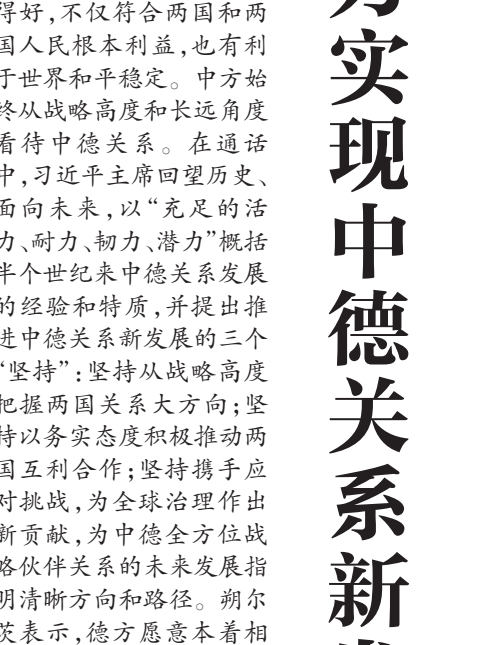 得好，不仅符合两国和两
国人民根本利益，也有利
于世界和平稳定。中方始
终从战略高度和长远角度
看待中德关系。在通话
中，习近平主席回望历史、
面向未来，以“充足的活
力、耐力、韧力、潜力”概括
半个世纪来中德关系发展
的经验和特质，并提出推
进中德关系新发展的三个
“坚持”：坚持从战略高度
把握两国关系大方向；坚
持以务实态度积极推动两
国互利合作；坚持携手应
对挑战，为全球治理作出
新贡献，为中德全方位战
略伙伴关系的未来发展指
明清晰方向和路径。朔尔
茨表示，德方愿意本着相
实现中德关系新